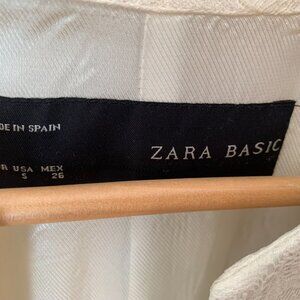 DE IN SPAIN
ZARA BASIC
R USA MEX
S 26